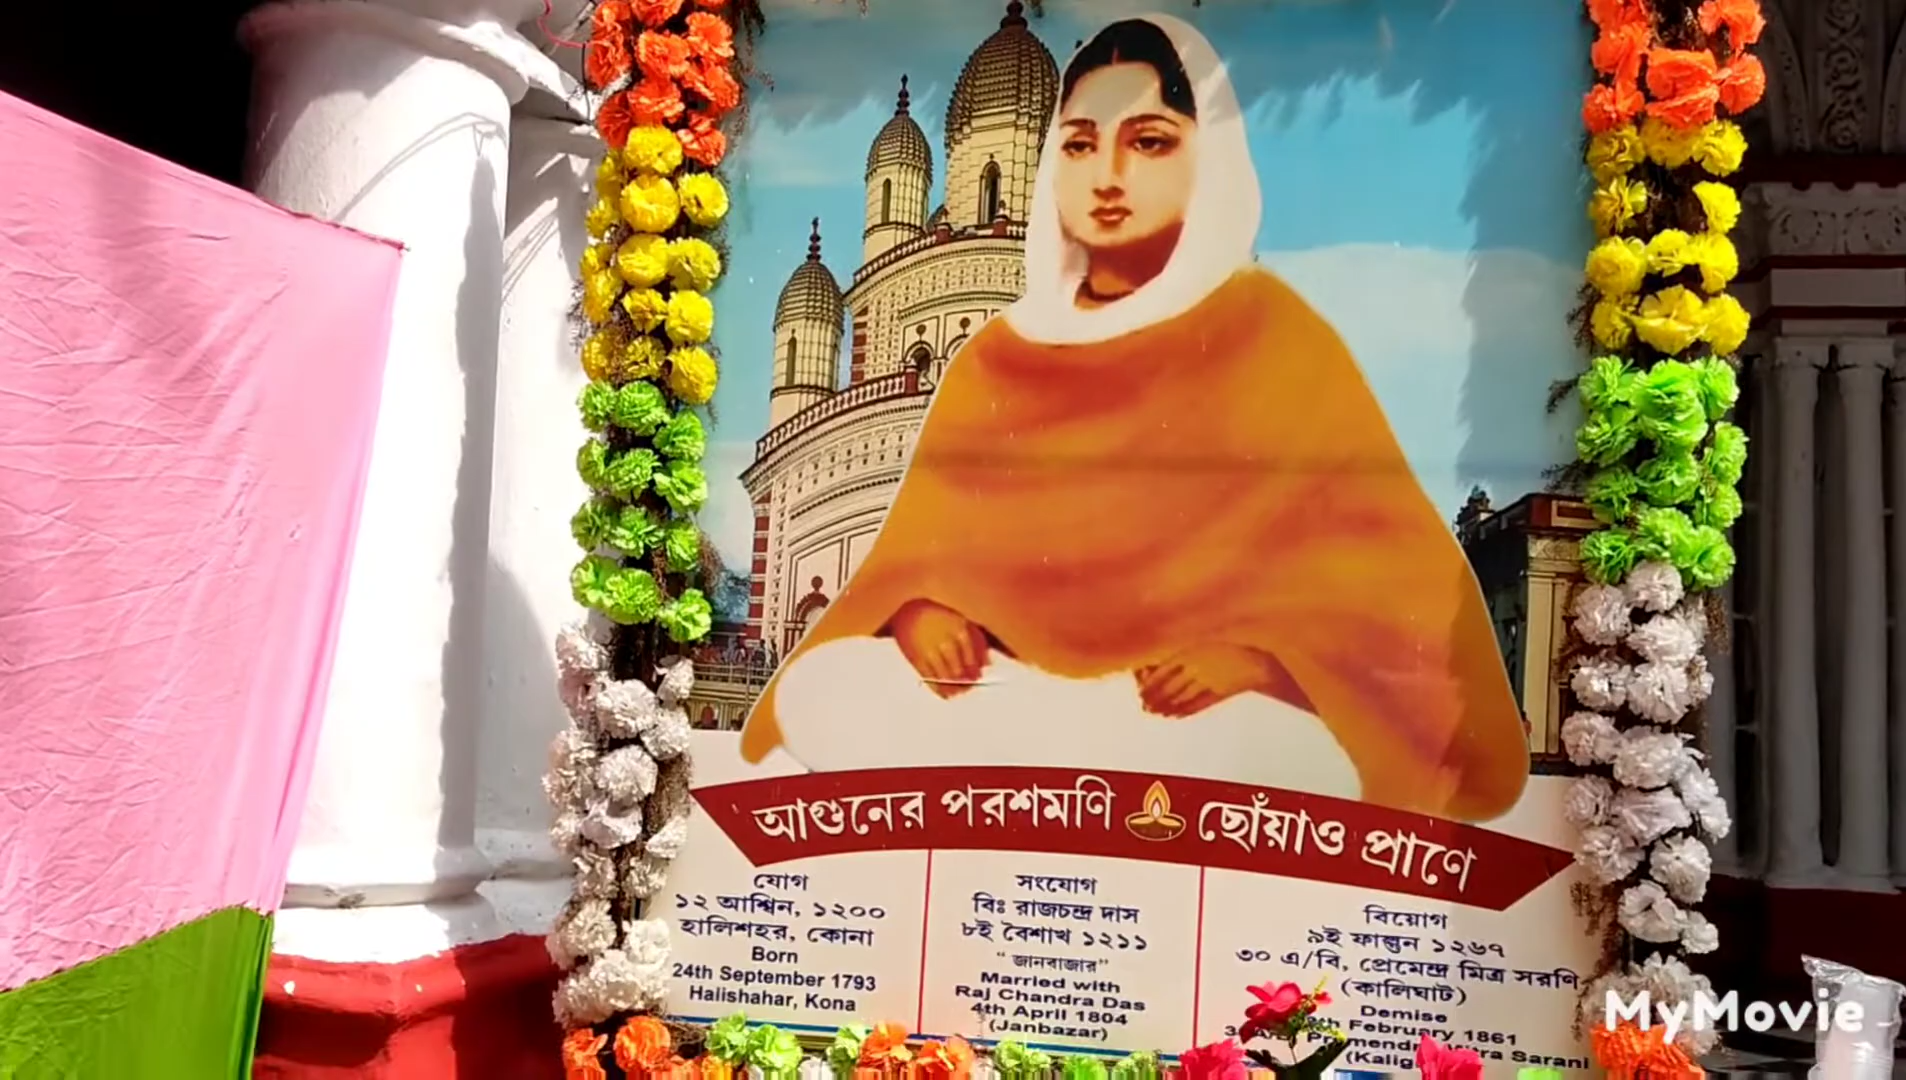 আগুনের পরশমণি ছোঁয়াও প্রাণে
যোগ
১২ আশ্বিন, ১২০০
হালিশহর, কোনা
Born
24th September 1793
Halishahar, Kona
সংযোগ
বিঃ রাজচন্দ্র দাস
৮ই বৈশাখ ১২১১
“ জানবাজার”
Married with
Raj Chandra Das
4th April 1804
(Janbazar)
বিয়োগ
৯ই ফাল্গুন ১২৬৭
৩০ এ/বি, প্রেমেন্দ্র মিত্র সরণি
(কালিঘাট)
Demise
February 1861
Sarani
MyMovie